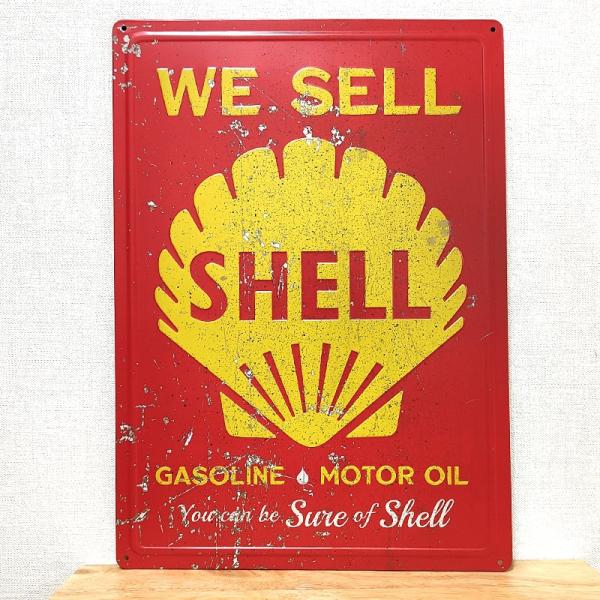 WE SELL
SHELL
GASOLINE MOTOR OIL
You can be Sure of Shell